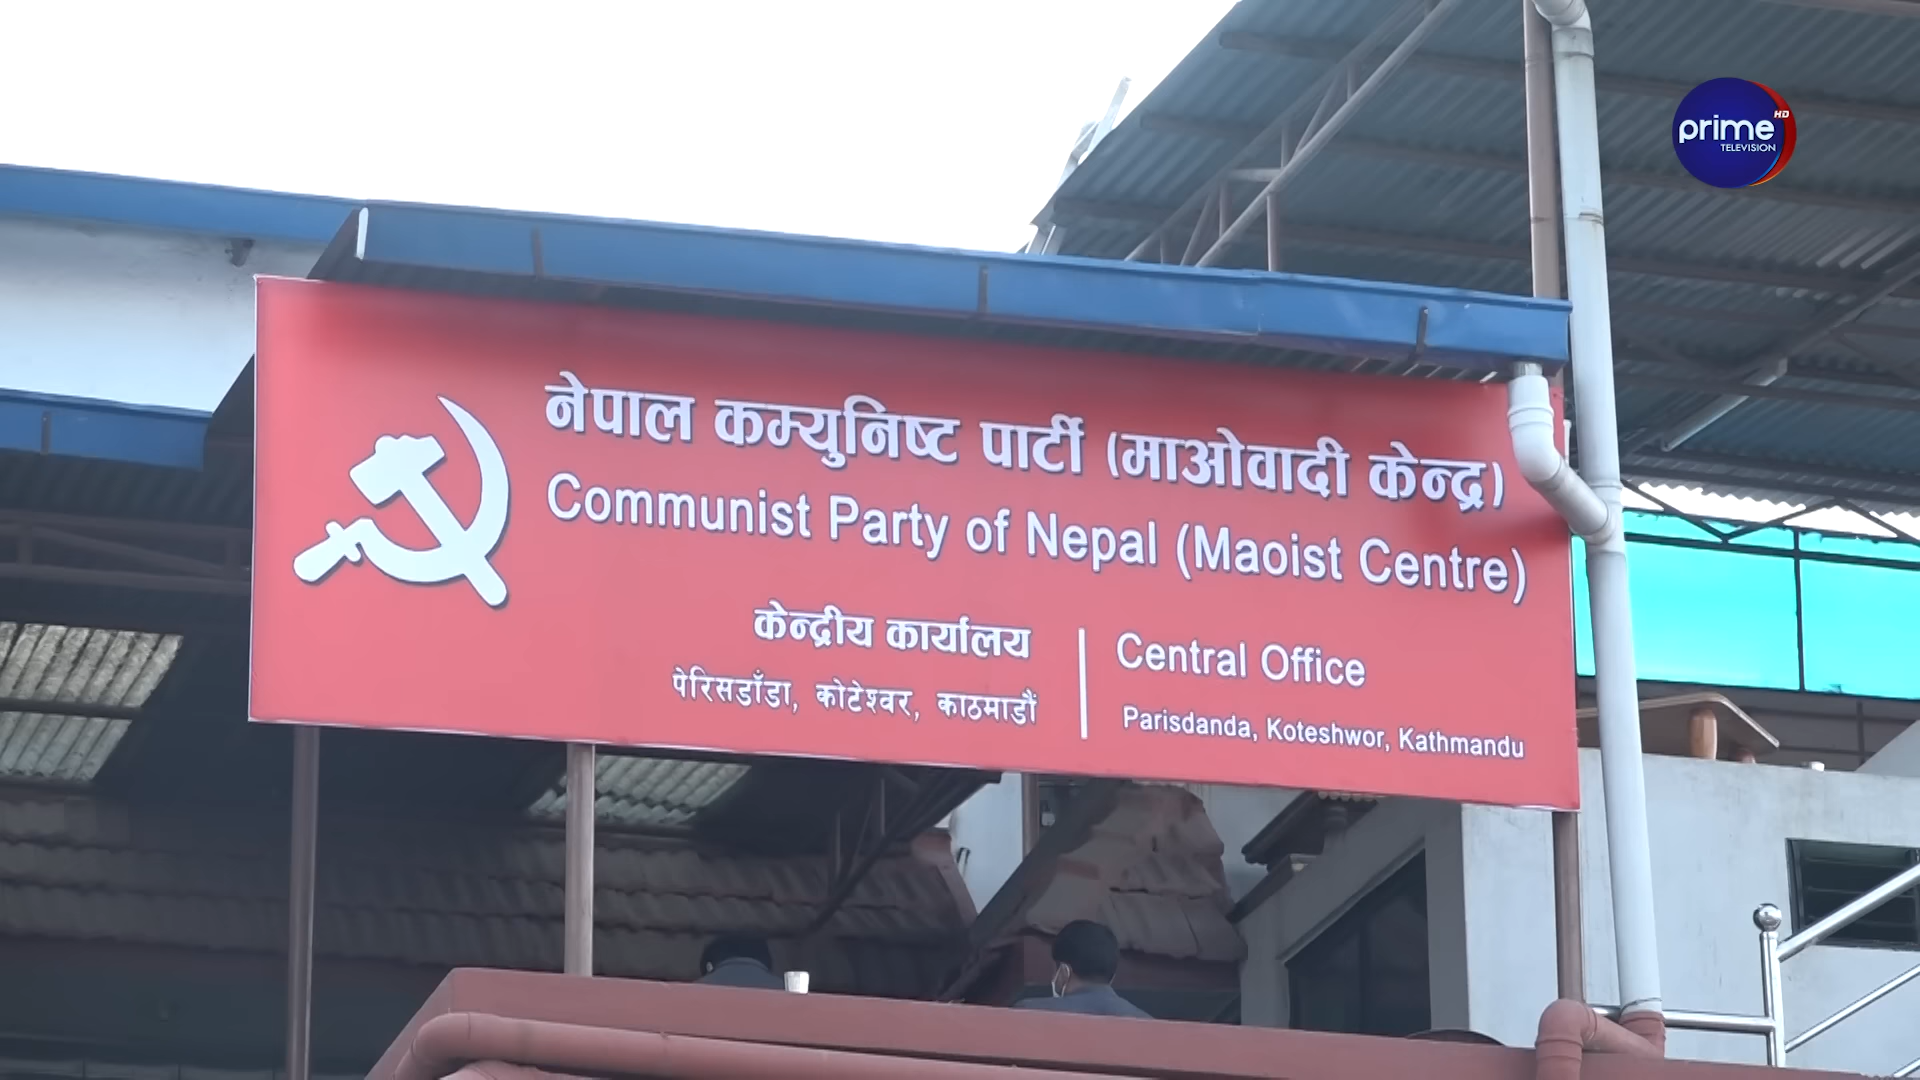 prime HD
TELEVISION
नेपाल कम्युनिष्ट पार्टी (माओवादी केन्द्र)
Communist Party of Nepal (Maoist Centre)
केन्द्रीय कार्यालय
पेरिसडाँडा, कोटेश्वर, काठमाडौं
Central Office
Parisdanda, Koteshwor, Kathmandu